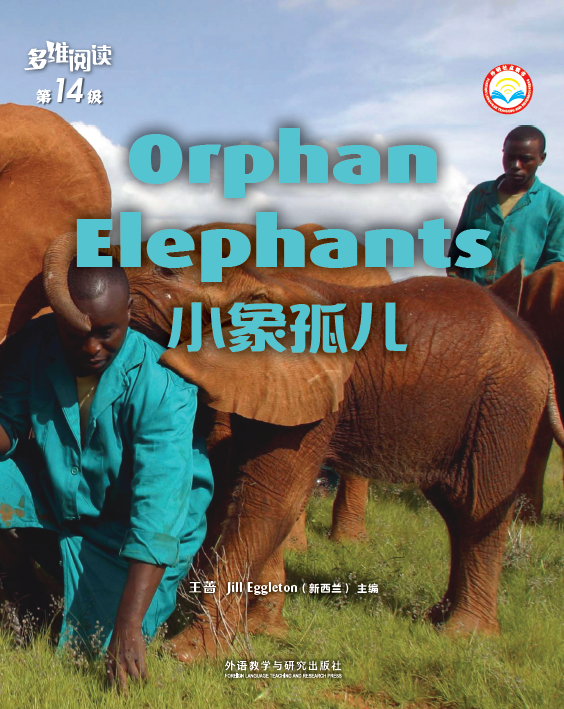 多维阅读
第14级
Orphan
Elephants
小象孤儿
王蔷 Jill Eggleton（新西兰） 主编
外语教学与研究出版社
FOREIGN LANGUAGE TEACHING AND RESEARCH PRESS